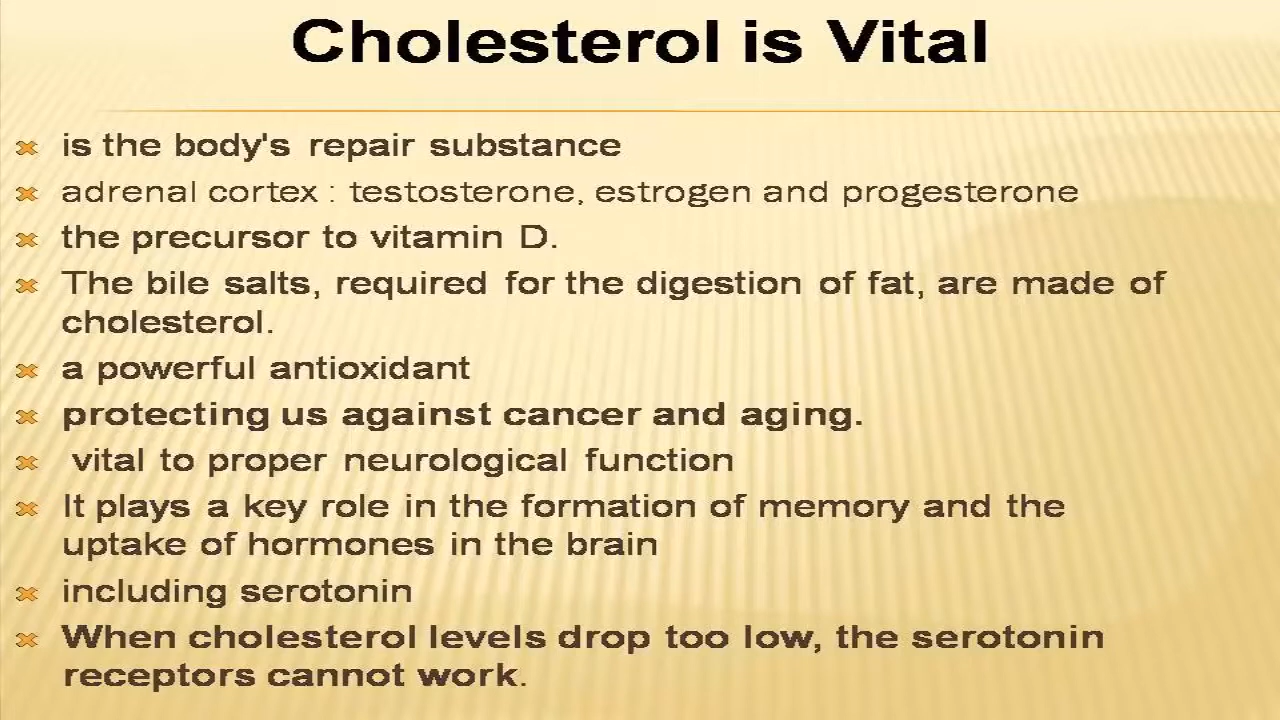 Cholesterol is Vital
is the body's repair substance
adrenal cortex : testosterone, estrogen and progesterone
the precursor to vitamin D.
The bile salts, required for the digestion of fat, are made of
cholesterol.
a powerful antioxidant
protecting us against cancer and aging.
vital to proper neurological function
It plays a key role in the formation of memory and the
uptake of hormones in the brain
including serotonin
When cholesterol levels drop too low, the serotonin
receptors cannot work.